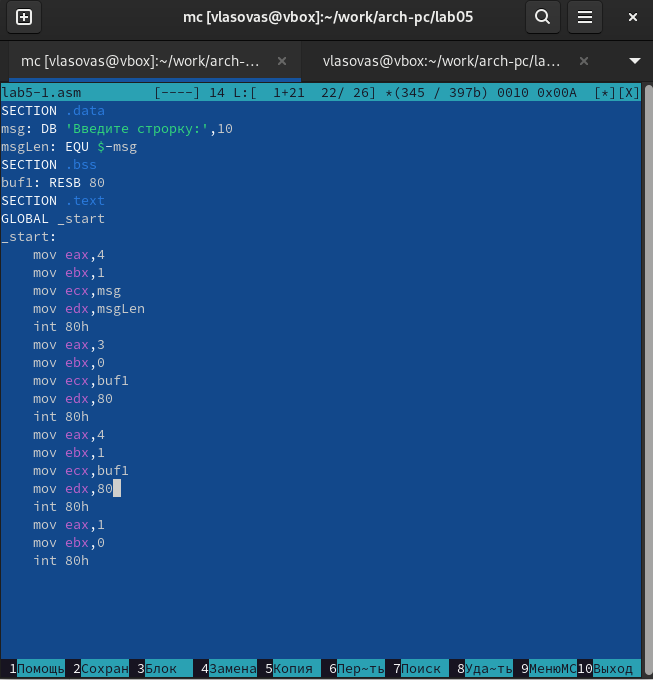 mc [vlasovas@vbox]:~/work/arch-pc/lab05
mc [vlasovas@vbox]:~/work/arch-... × vlasovas@vbox:~/work/arch-pc/la... ×
lab5-1.asm [----] 14 L:[ 1+21 22/ 26] *(345 / 397b) 0010 0x00A [*][X]
SECTION .data
msg: DB 'Введите строрку:',10
msgLen: EQU $-msg
SECTION .bss
buf1: RESB 80
SECTION .text
GLOBAL _start
_start:
mov eax,4
mov ebx,1
mov ecx,msg
mov edx,msgLen
int 80h
mov eax,3
mov ebx,0
mov ecx,buf1
mov edx,80
int 80h
mov eax,4
mov ebx,1
mov ecx,buf1
mov edx,80
int 80h
mov eax,1
mov ebx,0
int 80h
1Помощь 2Сохран 3Блок 4Замена 5Копия 6Пер~ть 7Поиск 8Уда~ть 9МенюMC 10Выход